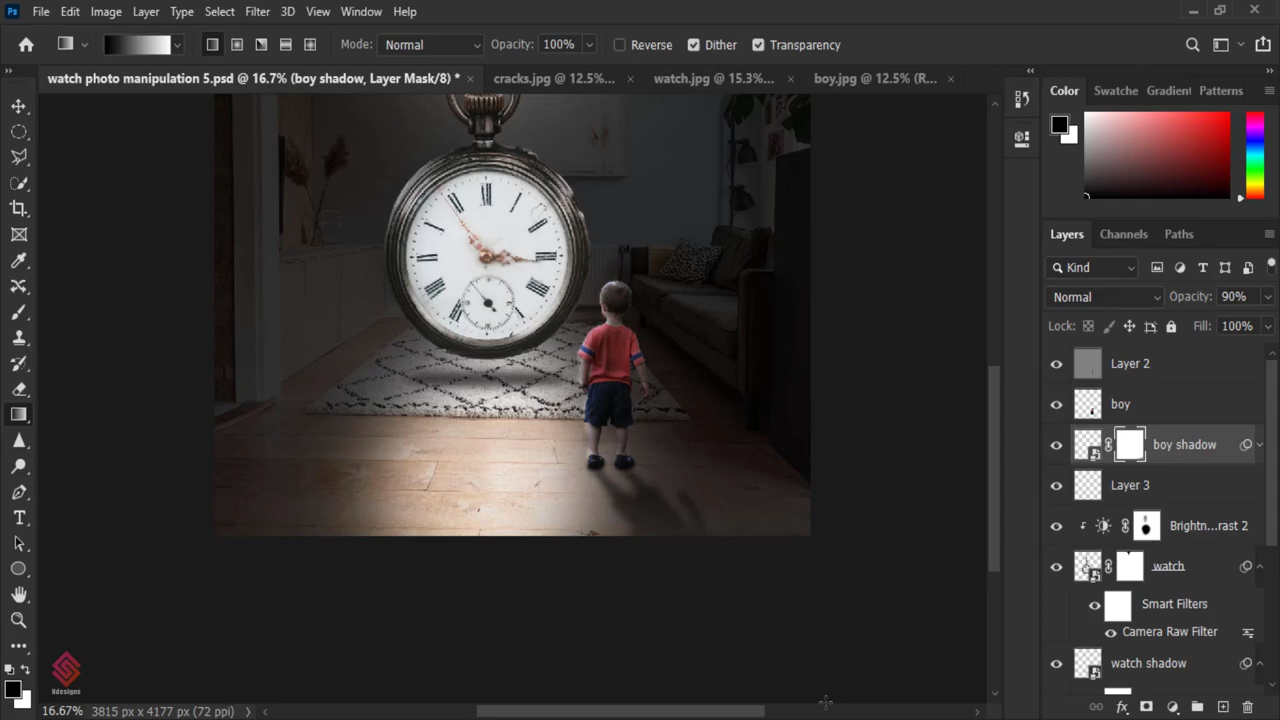 Ps File Edit Image Layer Type Select Filter 3D View Window Help
Mode: Normal Opacity: 100% Reverse Dither Transparency
watch photo manipulation 5.psd @ 16.7% (boy shadow, Layer Mask/8) * × cracks.jpg @ 12.5%... × watch.jpg @ 15.3%... × boy.jpg @ 12.5% (R... ×
Color Swatche Gradient Patterns
Layers Channels Paths
Kind
Normal Opacity: 90%
Lock: Fill: 100%
Layer 2
boy
boy shadow
Layer 3
Brightn...rast 2
watch
Smart Filters
Camera Raw Filter
watch shadow
Ndesigns
16.67% 3815 px x 4177 px (72 ppi)